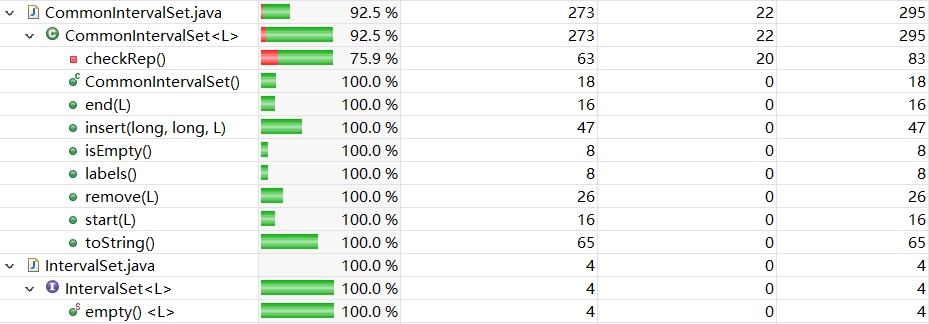 CommonIntervalSet.java 92.5 % 273 22 295
CommonIntervalSet<L> 92.5 % 273 22 295
checkRep() 75.9 % 63 20 83
CommonIntervalSet() 100.0 % 18 0 18
end(L) 100.0 % 16 0 16
insert(long, long, L) 100.0 % 47 0 47
isEmpty() 100.0 % 8 0 8
labels() 100.0 % 8 0 8
remove(L) 100.0 % 26 0 26
start(L) 100.0 % 16 0 16
toString() 100.0 % 65 0 65
IntervalSet.java 100.0 % 4 0 4
IntervalSet<L> 100.0 % 4 0 4
empty() <L> 100.0 % 4 0 4